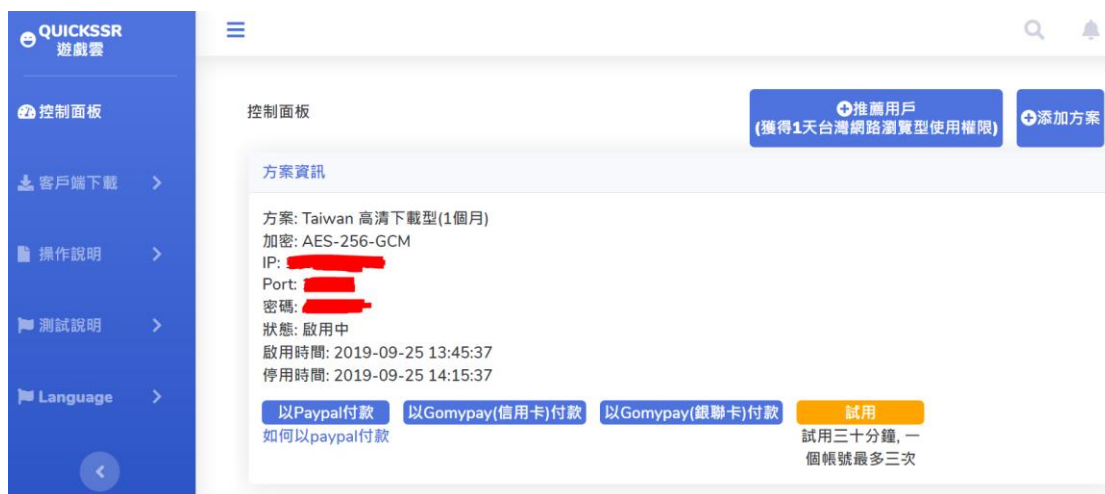 QUICKSSR
遊戲雲
控制面板
客戶端下載
操作說明
測試說明
Language
控制面板
推薦用戶
(獲得1天台灣網路瀏覽型使用權限)
添加方案
方案資訊
方案: Taiwan 高清下載型(1個月)
加密: AES-256-GCM
IP:
Port:
密碼:
狀態: 啟用中
啟用時間: 2019-09-25 13:45:37
停用時間: 2019-09-25 14:15:37
以Paypal付款
以Gomypay(信用卡)付款
以Gomypay(銀聯卡)付款
試用
如何以paypal付款
試用三十分鐘, 一
個帳號最多三次